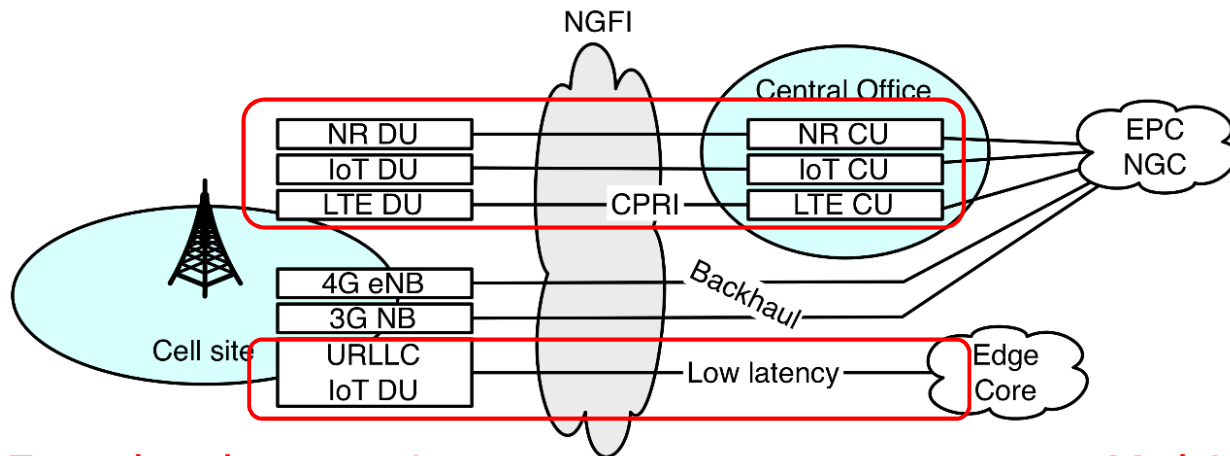 NGFI
Central Office
NR DU
NR CU
EPC
NGC
IoT DU
IoT CU
LTE DU
CPRI
LTE CU
4G eNB
Backhaul
3G NB
Cell site
URLLC
IoT DU
Low latency
Edge
Core